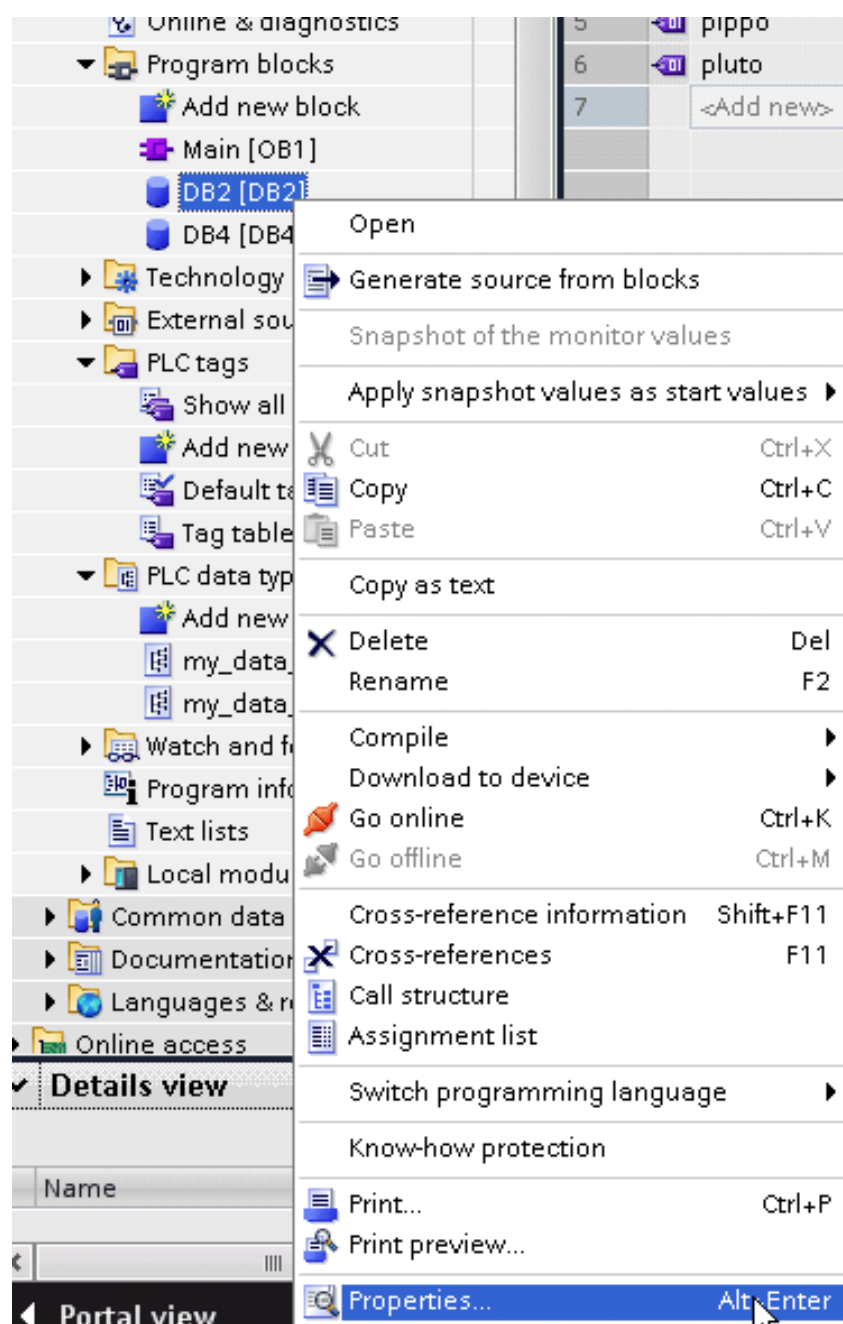 Online & diagnostics
Program blocks
Add new block
Main [OB1]
DB2 [DB2]
DB4 [DB4
Technology
External sou
PLC tags
Show all
Add new
Default ta
Tag table
PLC data typ
Add new
my_data_
my_data_
Watch and fo
Program info
Text lists
Local modu
Common data
Documentation
Languages & r
Online access
Details view
Name
Portal view
5 pippo
6 pluto
7 <Add new>
Open
Generate source from blocks
Snapshot of the monitor values
Apply snapshot values as start values
Cut Ctrl+X
Copy Ctrl+C
Paste Ctrl+V
Copy as text
Delete Del
Rename F2
Compile
Download to device
Go online Ctrl+K
Go offline Ctrl+M
Cross-reference information Shift+F11
Cross-references F11
Call structure
Assignment list
Switch programming language
Know-how protection
Print... Ctrl+P
Print preview...
Properties... Alt+Enter